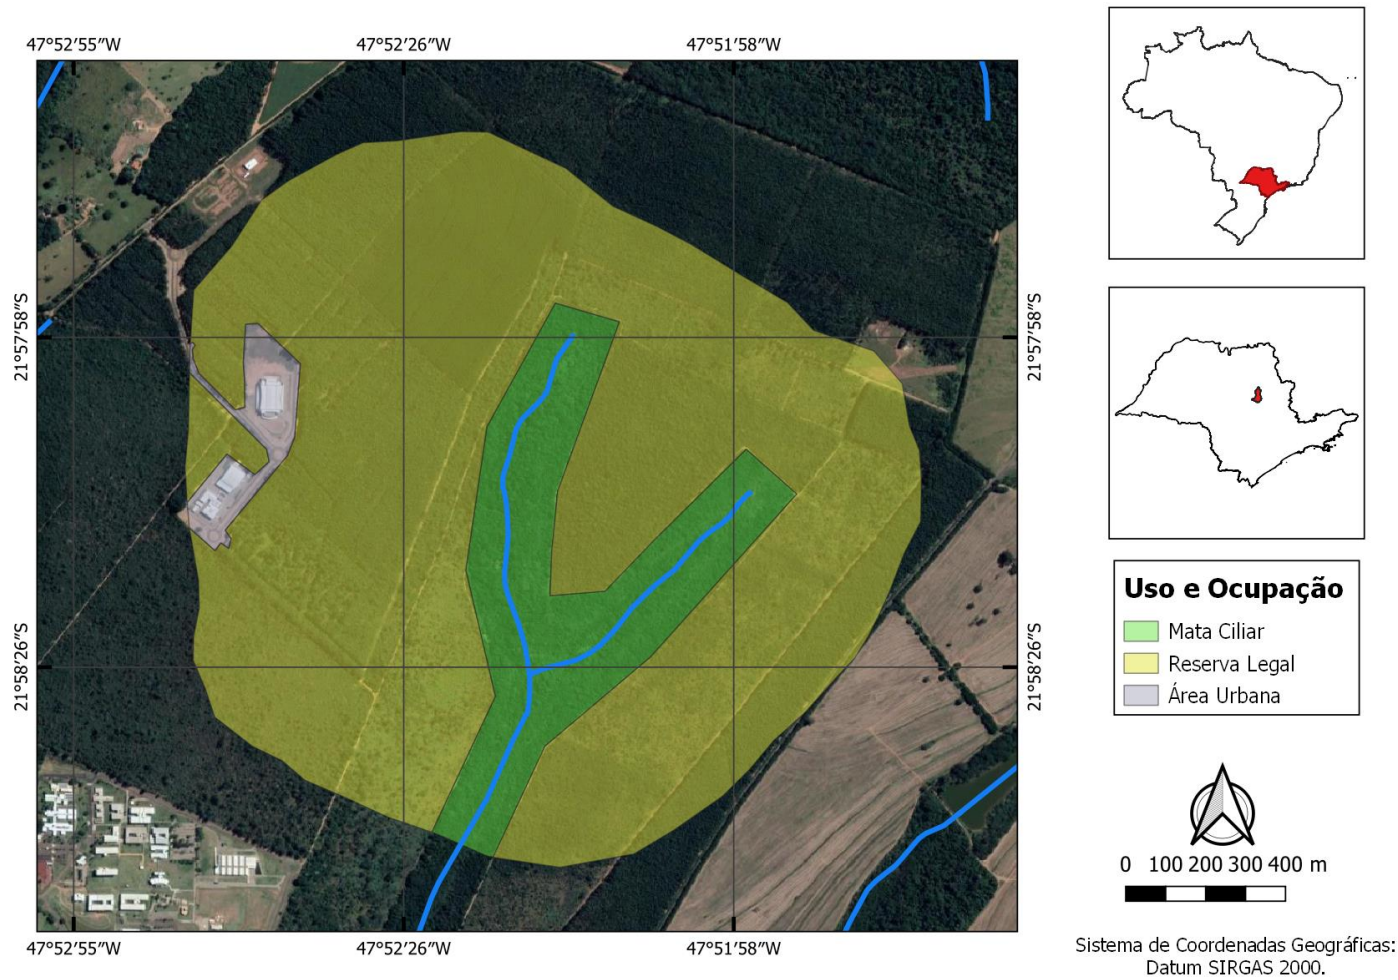 47°52′55″W
47°52′26″W
47°51′58″W
21°57′58″S
21°57′58″S
21°58′26″S
21°58′26″S
47°52′55″W
47°52′26″W
47°51′58″W
Uso e Ocupação
Mata Ciliar
Reserva Legal
Área Urbana
0 100 200 300 400 m
Sistema de Coordenadas Geográficas:
Datum SIRGAS 2000.